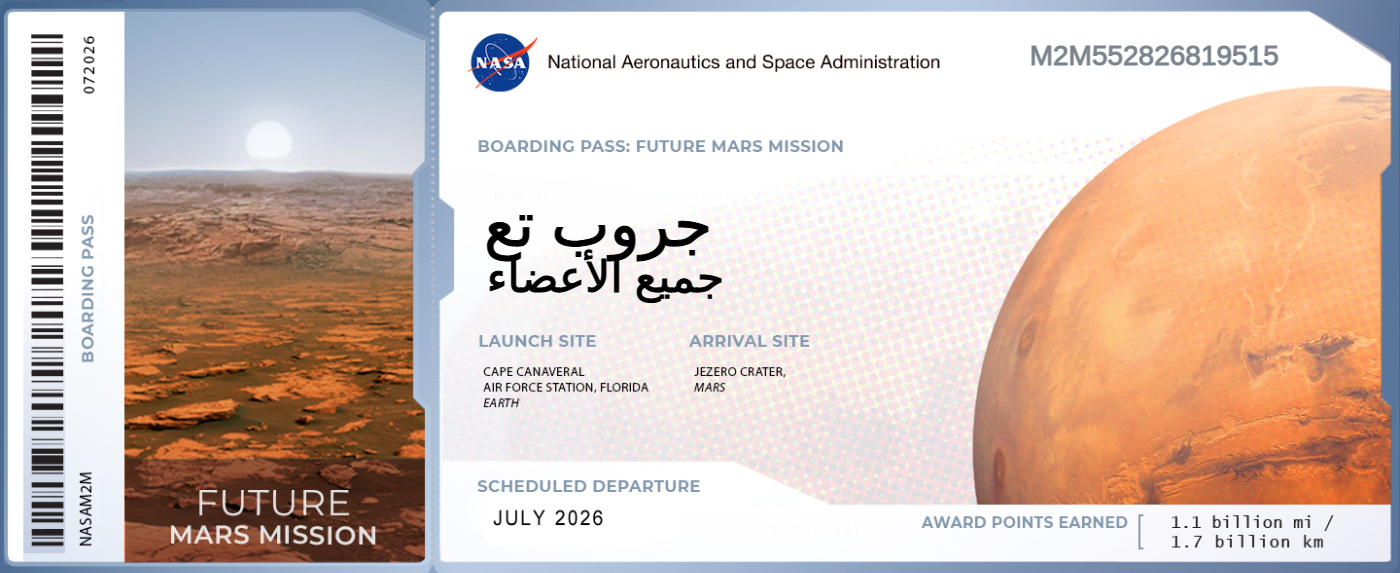 072026
BOARDING PASS
NASAM2M
FUTURE
MARS MISSION
NASA
National Aeronautics and Space Administration
M2M552826819515
BOARDING PASS: FUTURE MARS MISSION
جروب تع
جميع الأعضاء
LAUNCH SITE
CAPE CANAVERAL
AIR FORCE STATION, FLORIDA
EARTH
ARRIVAL SITE
JEZERO CRATER,
MARS
SCHEDULED DEPARTURE
JULY 2026
AWARD POINTS EARNED
1.1 billion mi /
1.7 billion km